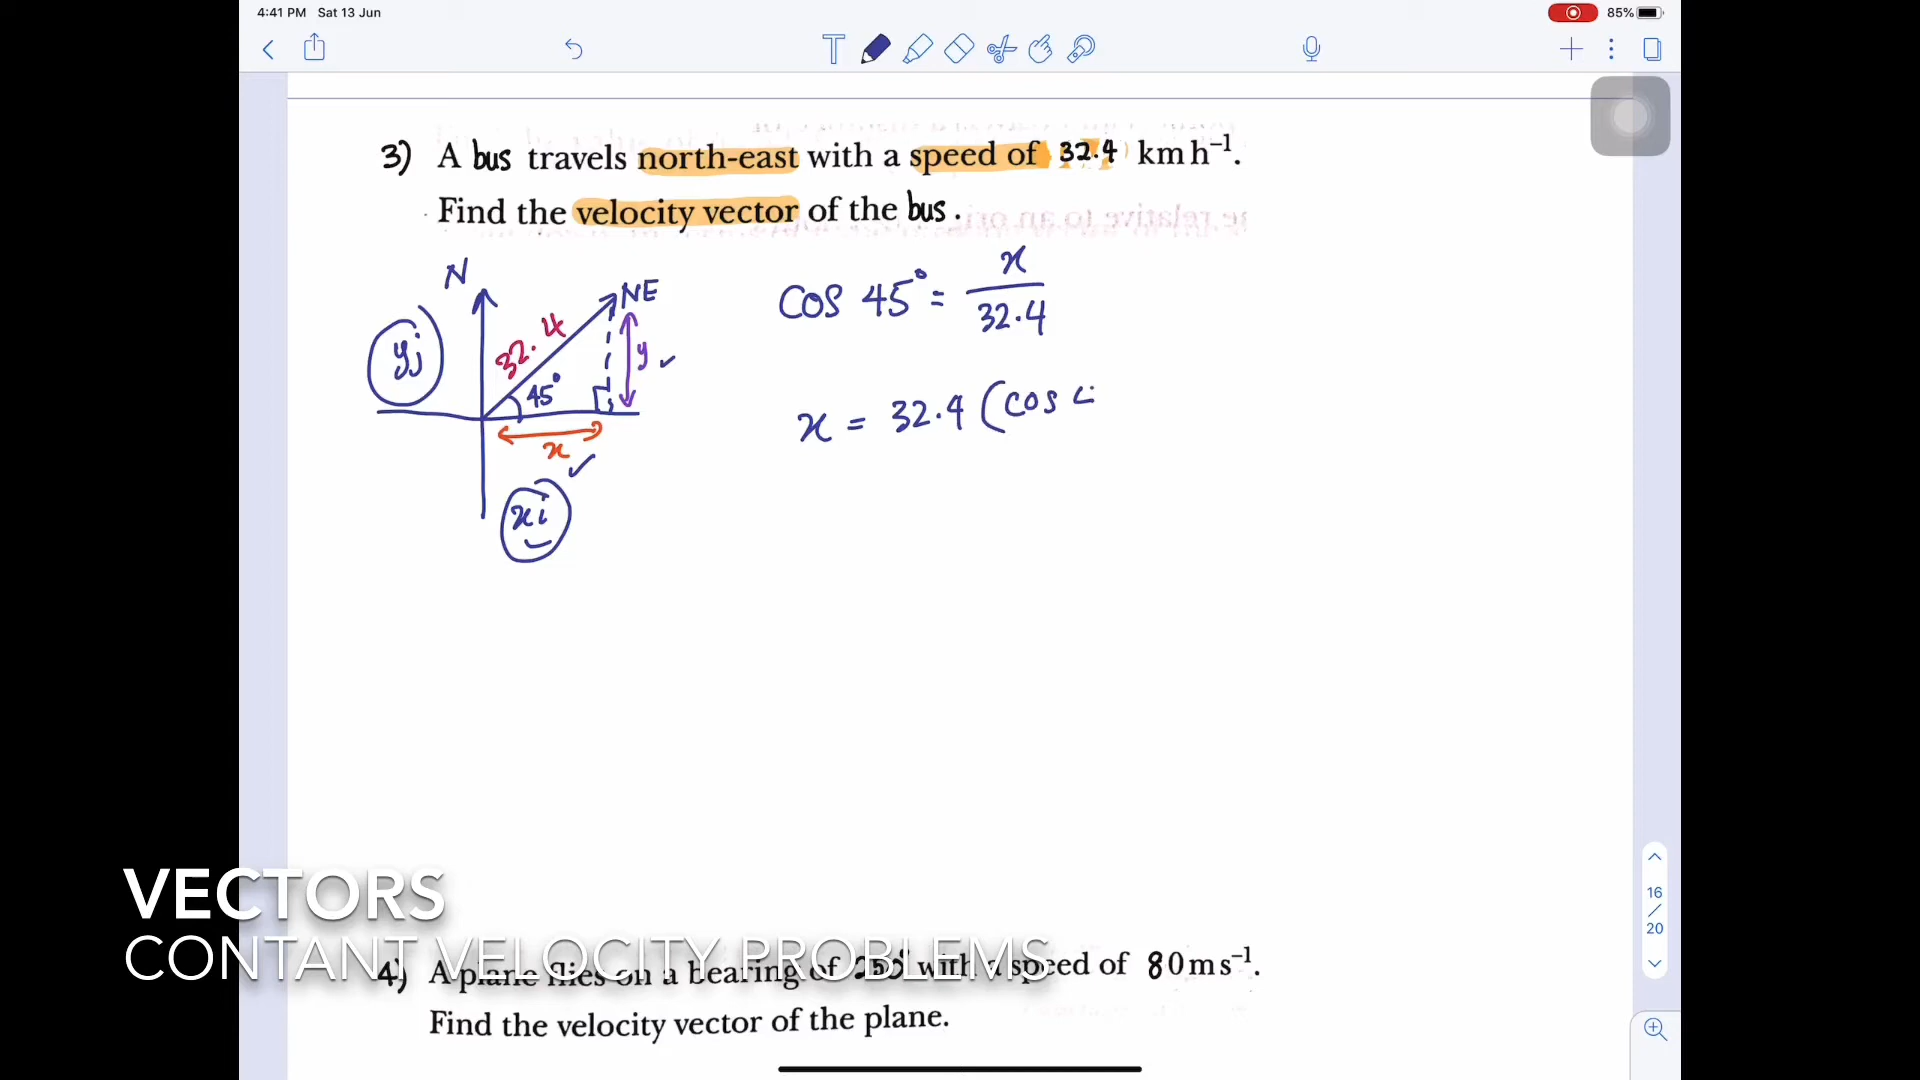 4:41 PM Sat 13 Jun
85%
T
3) A bus travels north-east with a speed of 32.4 km h⁻¹.
Find the velocity vector of the bus.
N
NE
32.4
yj
y
45°
x
xi
cos 45° = x / 32.4
x = 32.4 (cos
16
/
20
VECTORS
CONTANT VELOCITY PROBLEMS
4) A plane flies on a bearing of with a speed of 80 m s⁻¹.
Find the velocity vector of the plane.